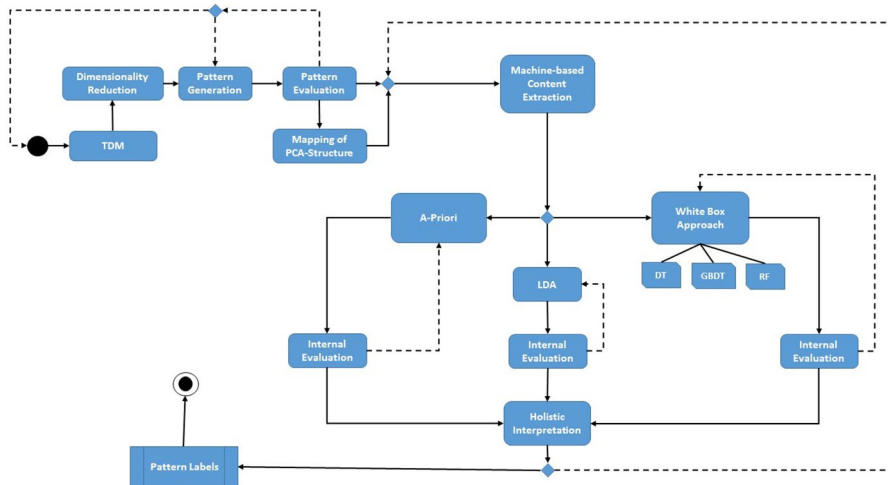 Dimensionality
Reduction
Pattern
Generation
Pattern
Evaluation
Machine-based
Content
Extraction
TDM
Mapping of
PCA-Structure
A-Priori
White Box
Approach
LDA
DT
GBDT
RF
Internal
Evaluation
Internal
Evaluation
Internal
Evaluation
Holistic
Interpretation
Pattern Labels